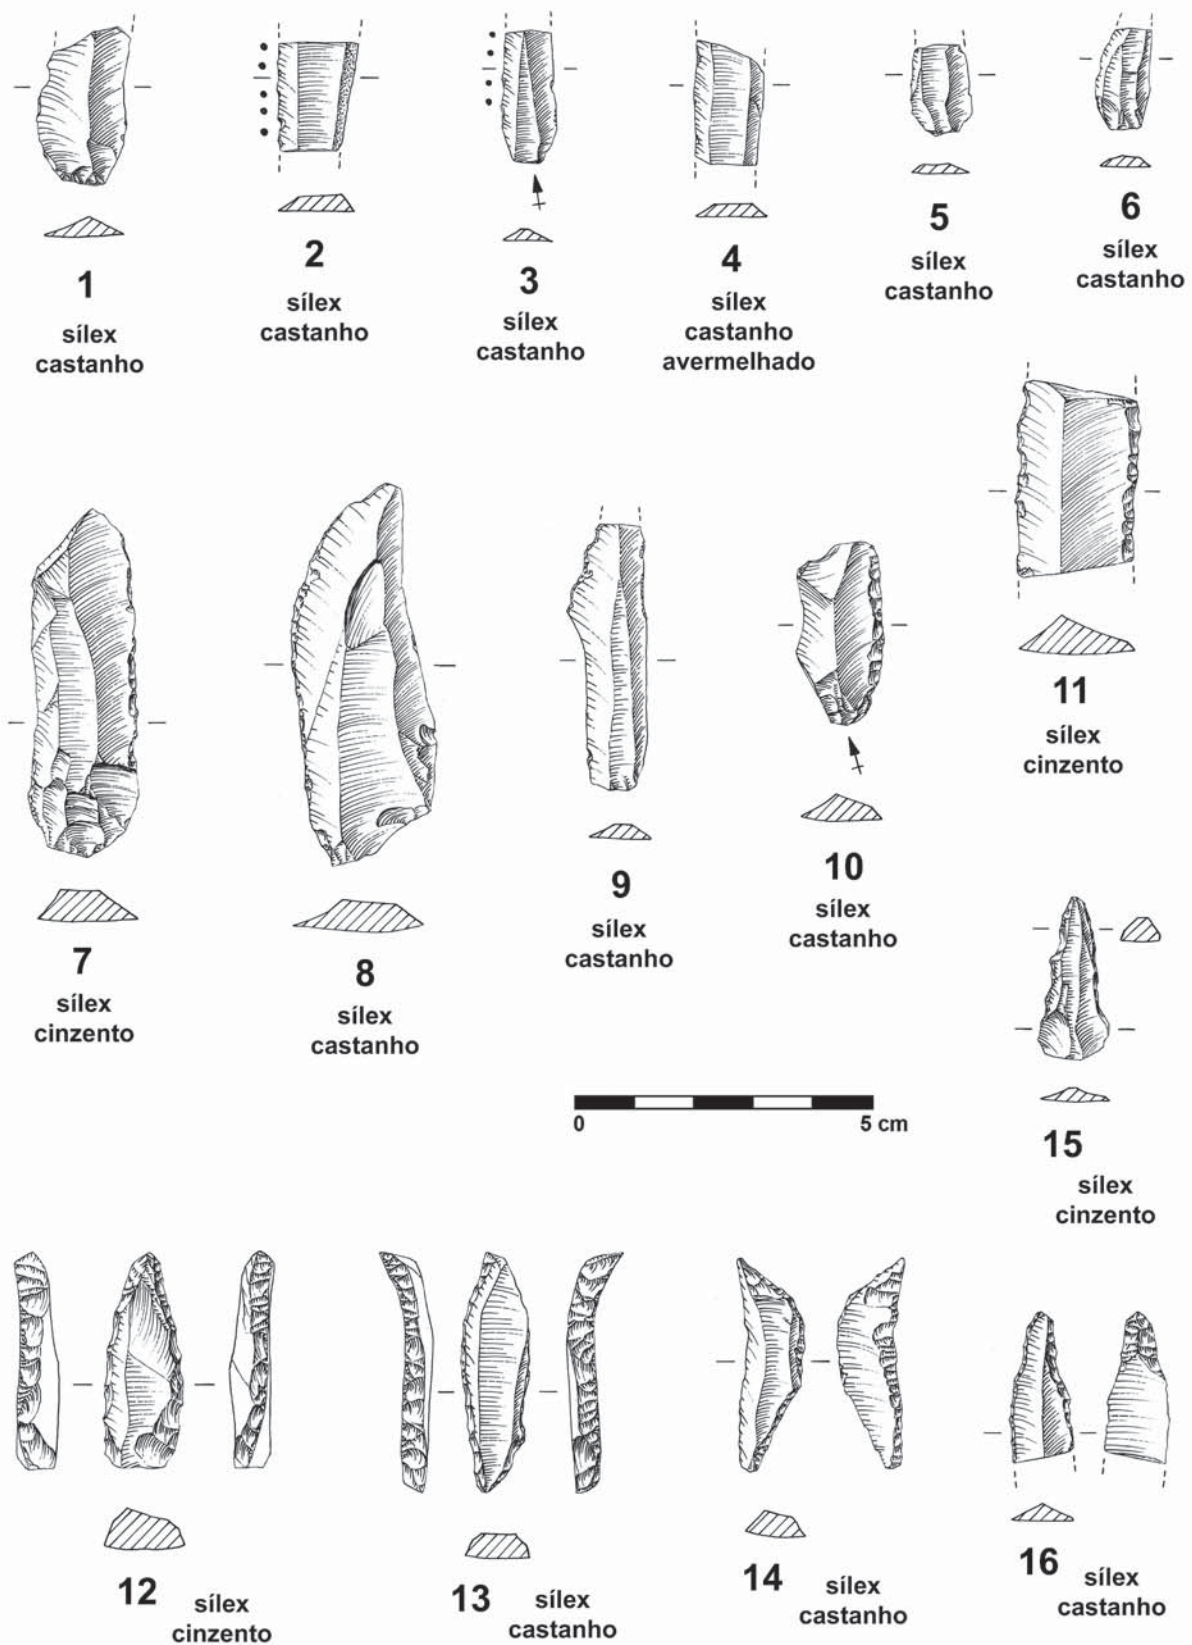 1
sílex
castanho
2
sílex
castanho
3
sílex
castanho
4
sílex
castanho
avermelhado
5
sílex
castanho
6
sílex
castanho
7
sílex
cinzento
8
sílex
castanho
9
sílex
castanho
10
sílex
castanho
11
sílex
cinzento
0 5 cm
15
sílex
cinzento
12
sílex
cinzento
13
sílex
castanho
14
sílex
castanho
16
sílex
castanho